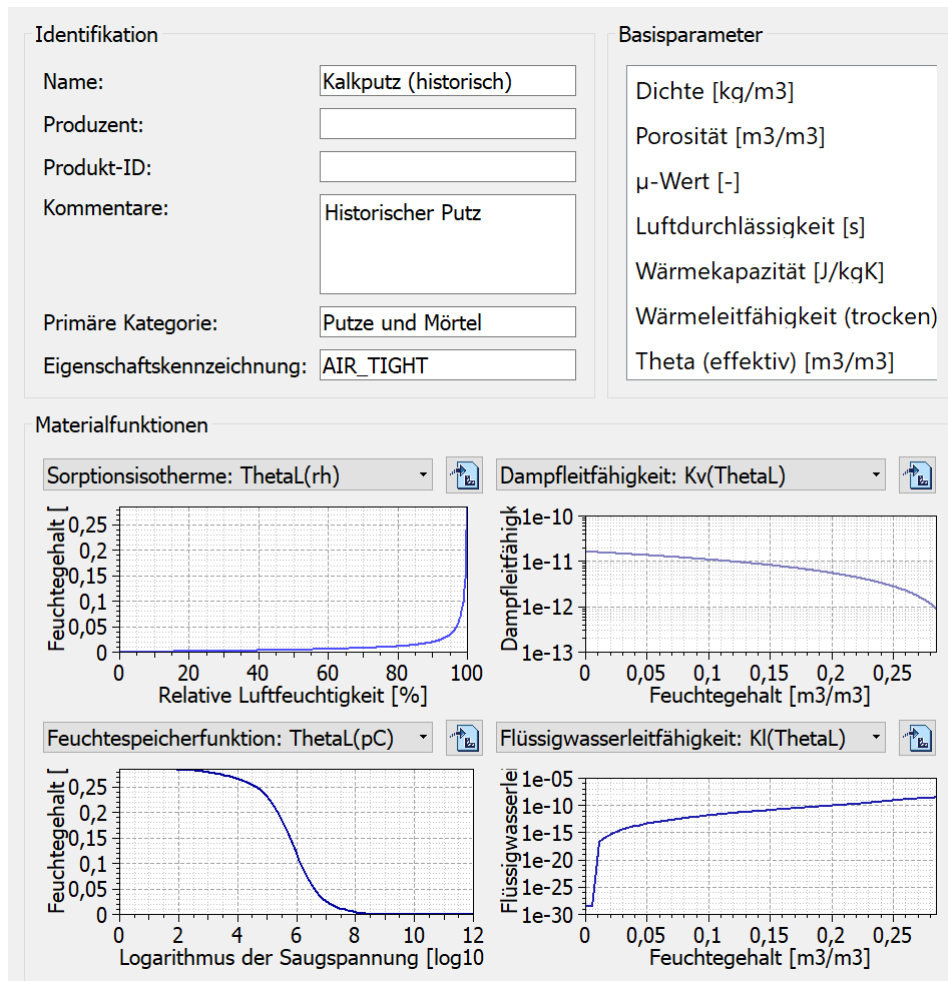 Identifikation
Name: Kalkputz (historisch)
Produzent:
Produkt-ID:
Kommentare: Historischer Putz
Primäre Kategorie: Putze und Mörtel
Eigenschaftskennzeichnung: AIR_TIGHT
Basisparameter
Dichte [kg/m3]
Porosität [m3/m3]
µ-Wert [-]
Luftdurchlässigkeit [s]
Wärmekapazität [J/kgK]
Wärmeleitfähigkeit (trocken)
Theta (effektiv) [m3/m3]
Materialfunktionen
Sorptionsisotherme: ThetaL(rh)
Feuchtegehalt [
0,25
0,2
0,15
0,1
0,05
0
0 20 40 60 80 100
Relative Luftfeuchtigkeit [%]
Dampfleitfähigkeit: Kv(ThetaL)
Dampfleitfähigk
1e-10
1e-11
1e-12
1e-13
0 0,05 0,1 0,15 0,2 0,25
Feuchtegehalt [m3/m3]
Feuchtespeicherfunktion: ThetaL(pC)
Feuchtegehalt [
0,25
0,2
0,15
0,1
0,05
0
0 2 4 6 8 10 12
Logarithmus der Saugspannung [log10
Flüssigwasserleitfähigkeit: Kl(ThetaL)
Flüssigwasserlei
1e-05
1e-10
1e-15
1e-20
1e-25
1e-30
0 0,05 0,1 0,15 0,2 0,25
Feuchtegehalt [m3/m3]